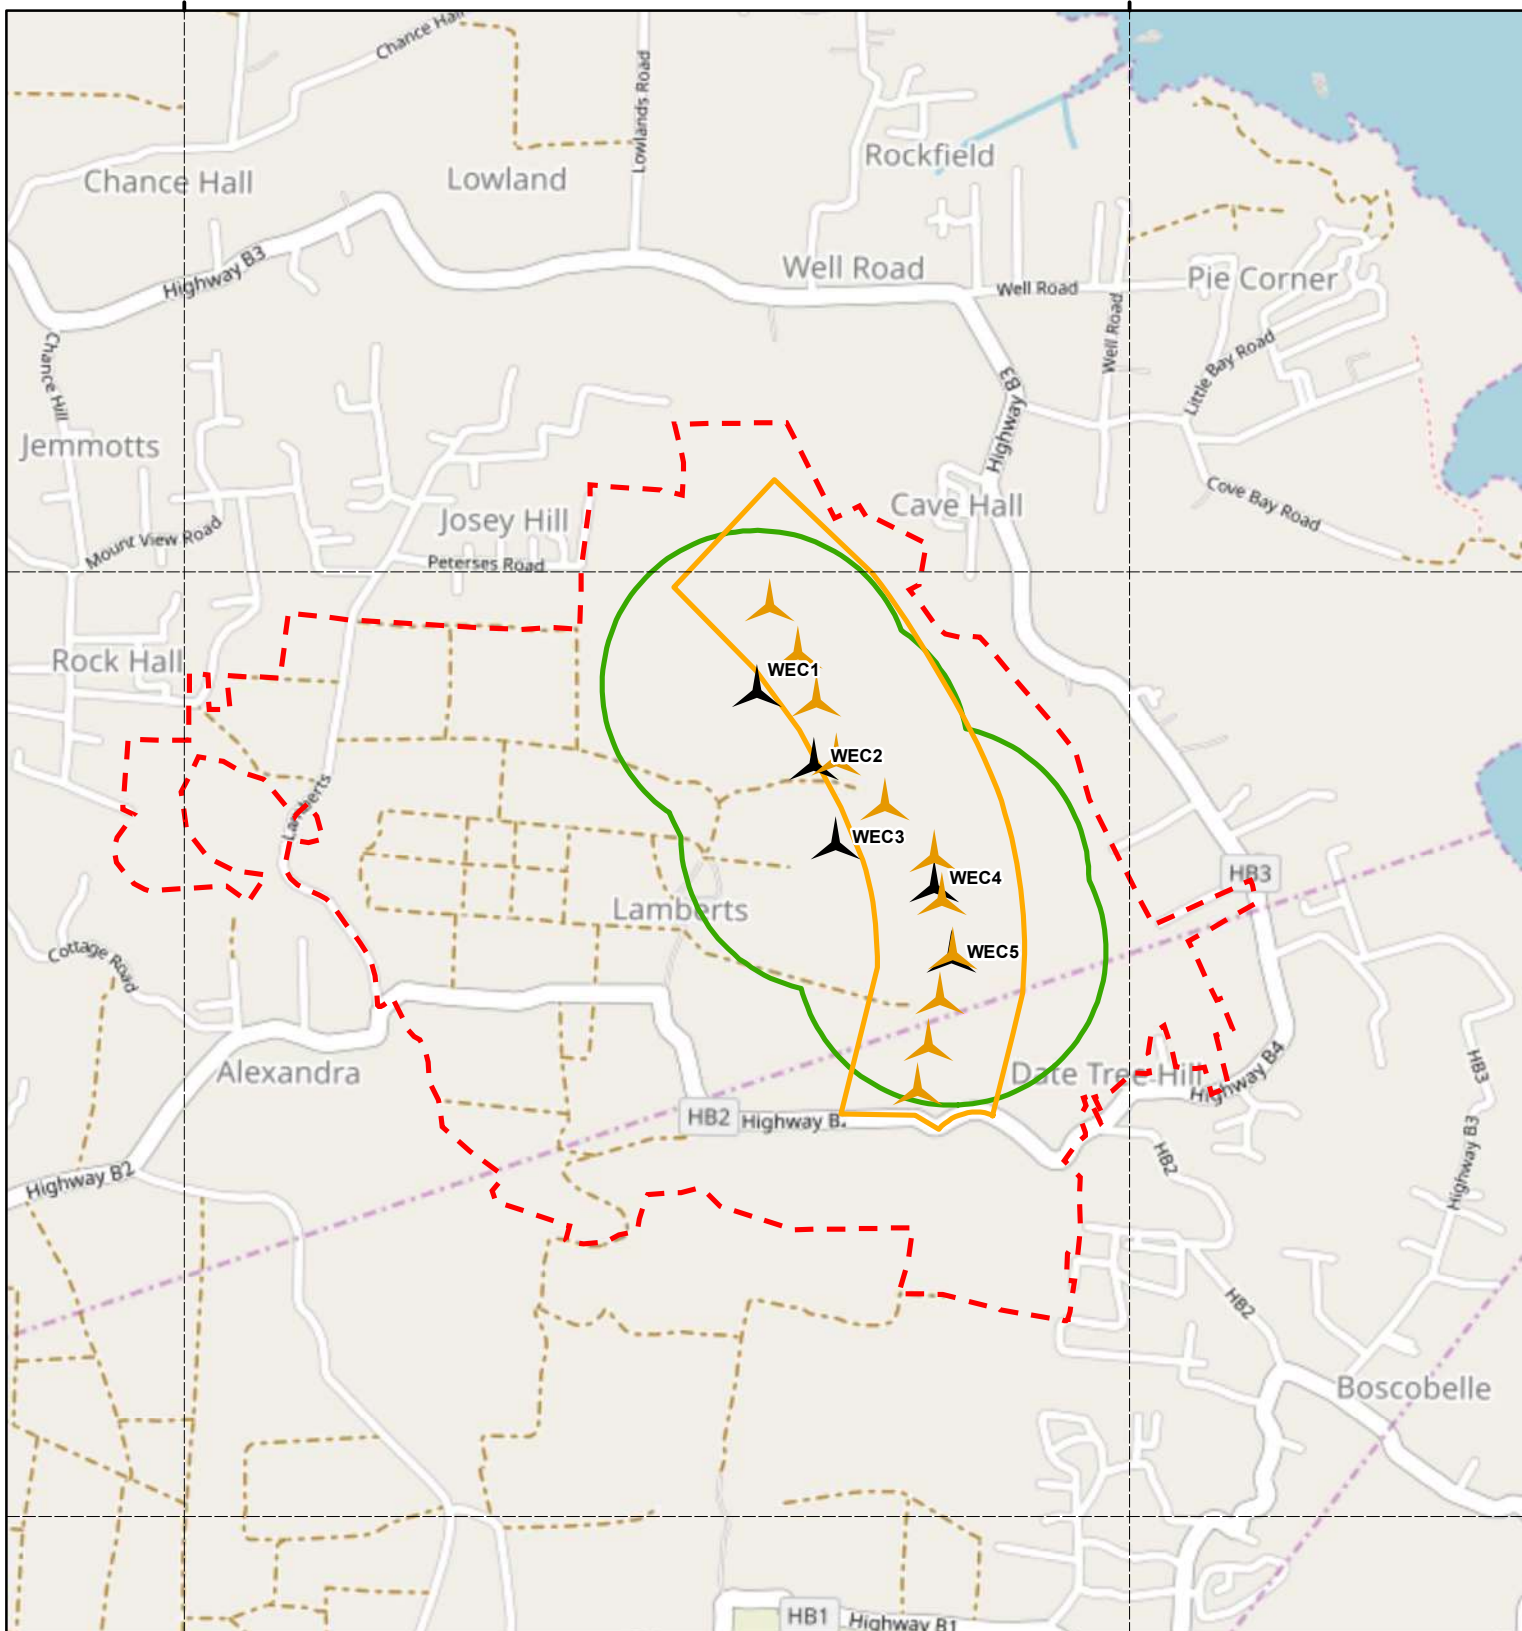 Chance Hall
Lowlands Road
Rockfield
Chance Hall
Lowland
Well Road
Highway B3
Well Road
Pie Corner
Well Road
Chance Hill
Little Bay Road
Highway B3
Jemmotts
Cave Hall
Cove Bay Road
Josey Hill
Mount View Road
Peterses Road
Rock Hall
WEC1
WEC2
Lamberts
WEC3
HB3
WEC4
Lamberts
Cottage Road
WEC5
Alexandra
Date Tree Hill
HB3
Highway B4
HB2
Highway B
HB2
Highway B3
Highway B2
HB2
Boscobelle
HB1
Highway B1